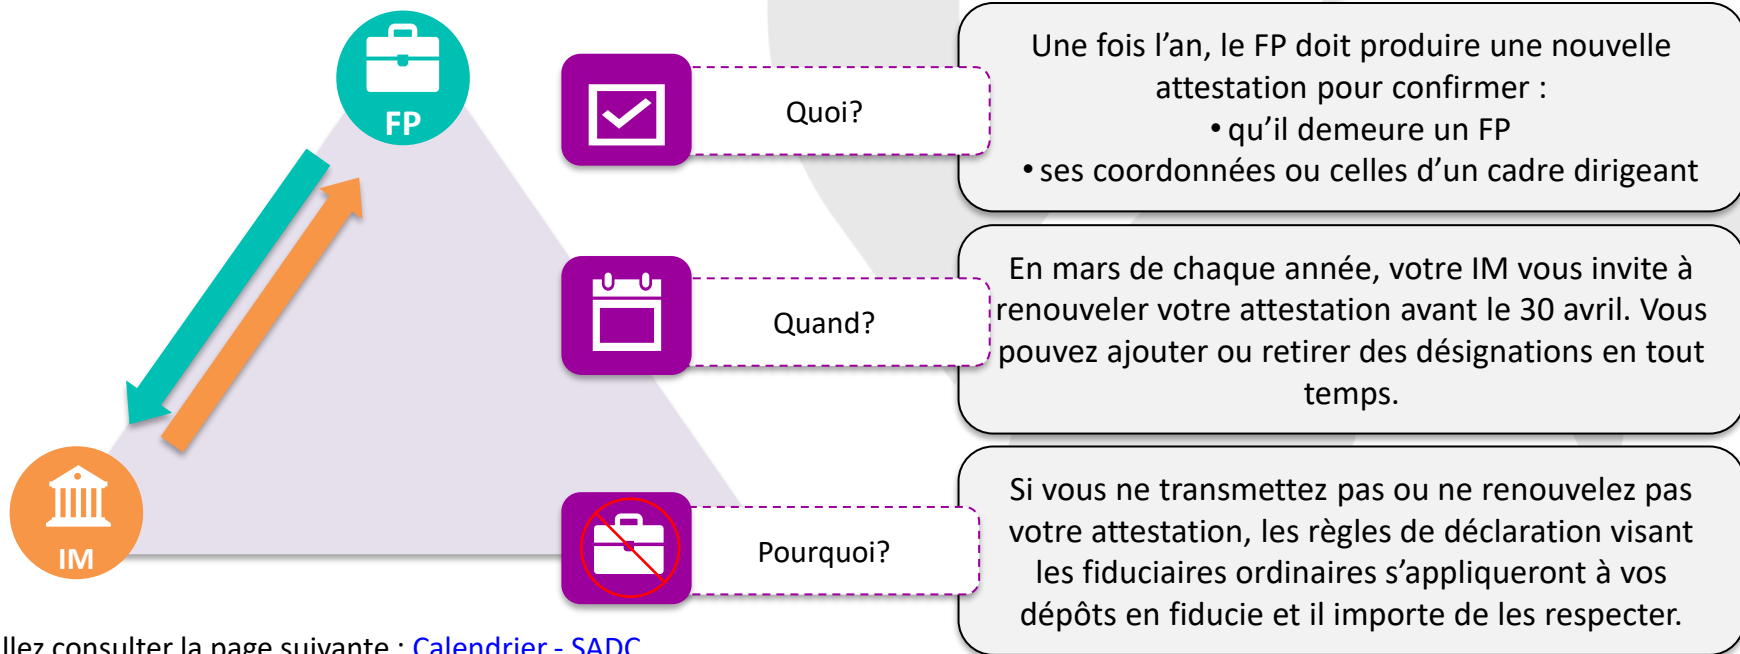 FP
IM
Quoi?
Une fois l’an, le FP doit produire une nouvelle
attestation pour confirmer :
• qu’il demeure un FP
• ses coordonnées ou celles d’un cadre dirigeant
Quand?
En mars de chaque année, votre IM vous invite à
renouveler votre attestation avant le 30 avril. Vous
pouvez ajouter ou retirer des désignations en tout
temps.
Pourquoi?
Si vous ne transmettez pas ou ne renouvelez pas
votre attestation, les règles de déclaration visant
les fiduciaires ordinaires s’appliqueront à vos
dépôts en fiducie et il importe de les respecter.
consulter la page suivante : Calendrier - SADC